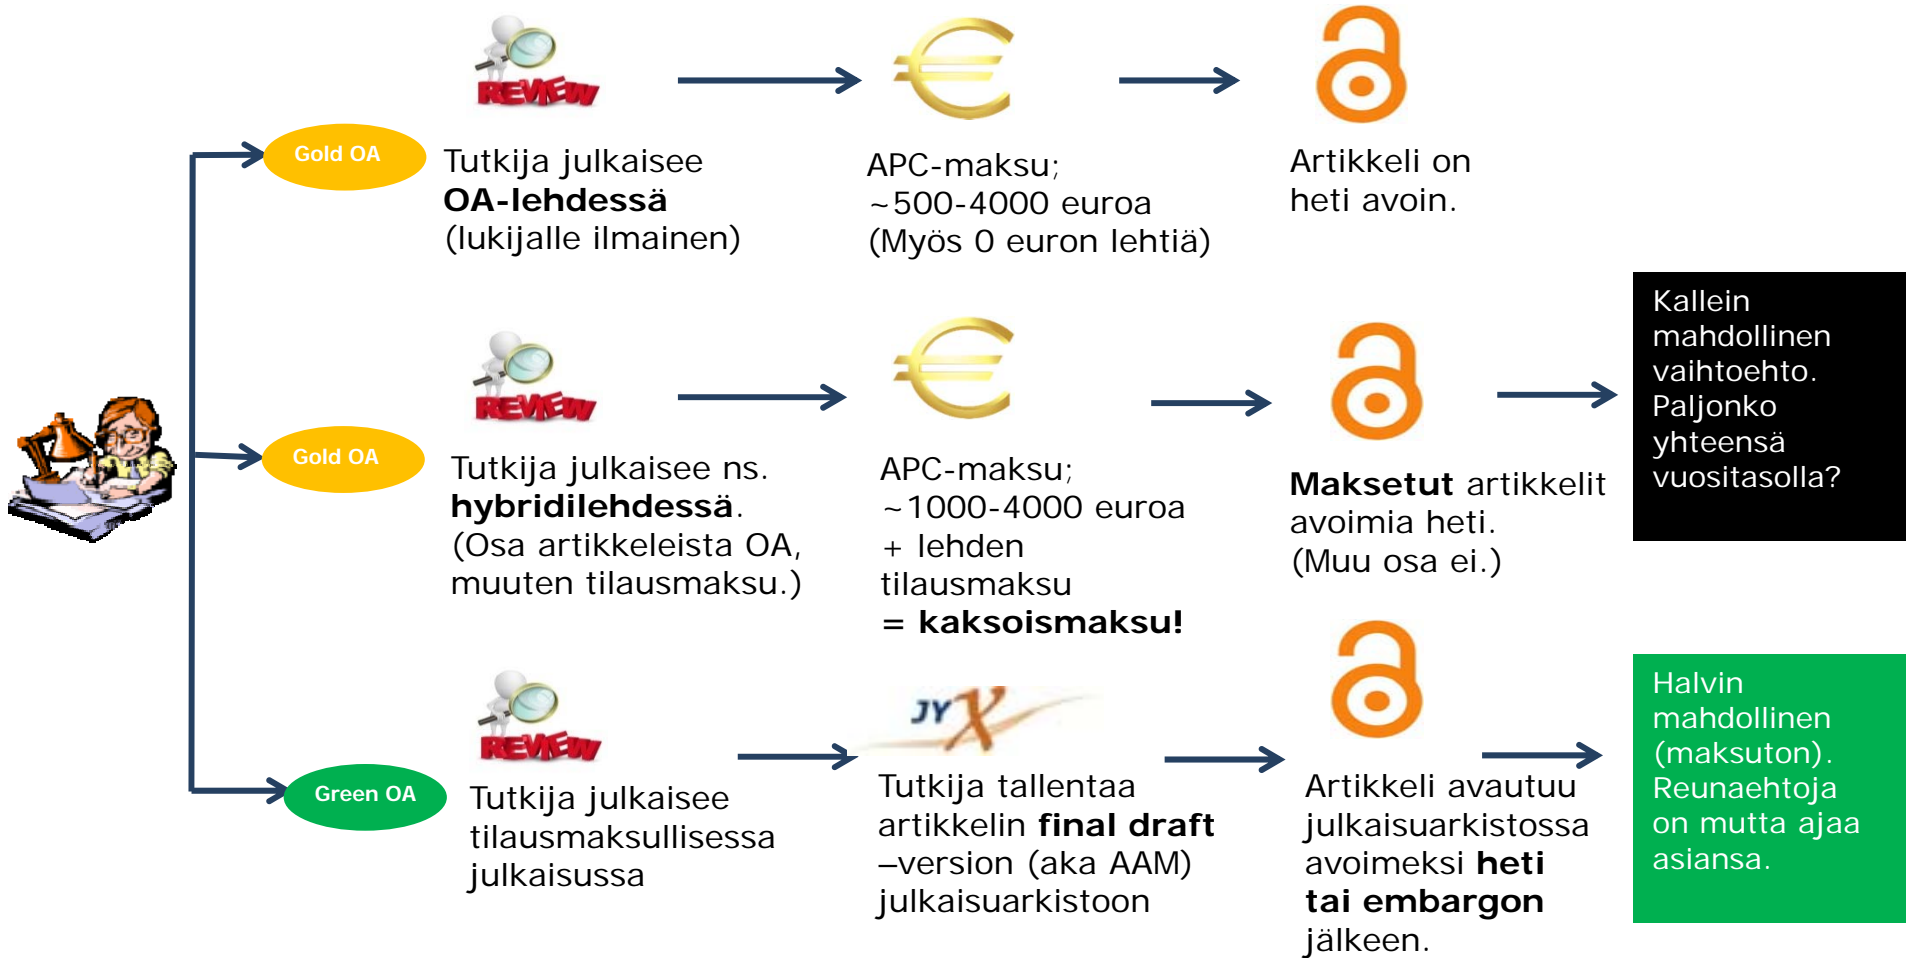 REVIEW
Gold OA
Tutkija julkaisee
OA-lehdessä
(lukijalle ilmainen)
APC-maksu;
~500-4000 euroa
(Myös 0 euron lehtiä)
Artikkeli on
heti avoin.
REVIEW
Gold OA
Tutkija julkaisee ns.
hybridilehdessä.
(Osa artikkeleista OA,
muuten tilausmaksu.)
APC-maksu;
~1000-4000 euroa
+ lehden
tilausmaksu
= kaksoismaksu!
Maksetut artikkelit
avoimia heti.
(Muu osa ei.)
Kallein
mahdollinen
vaihtoehto.
Paljonko
yhteensä
vuositasolla?
REVIEW
Green OA
Tutkija julkaisee
tilausmaksullisessa
julkaisussa
JYX
Tutkija tallentaa
artikkelin final draft
–version (aka AAM)
julkaisuarkistoon
Artikkeli avautuu
julkaisuarkistossa
avoimeksi heti
tai embargon
jälkeen.
Halvin
mahdollinen
(maksuton).
Reunaehtoja
on mutta ajaa
asiansa.